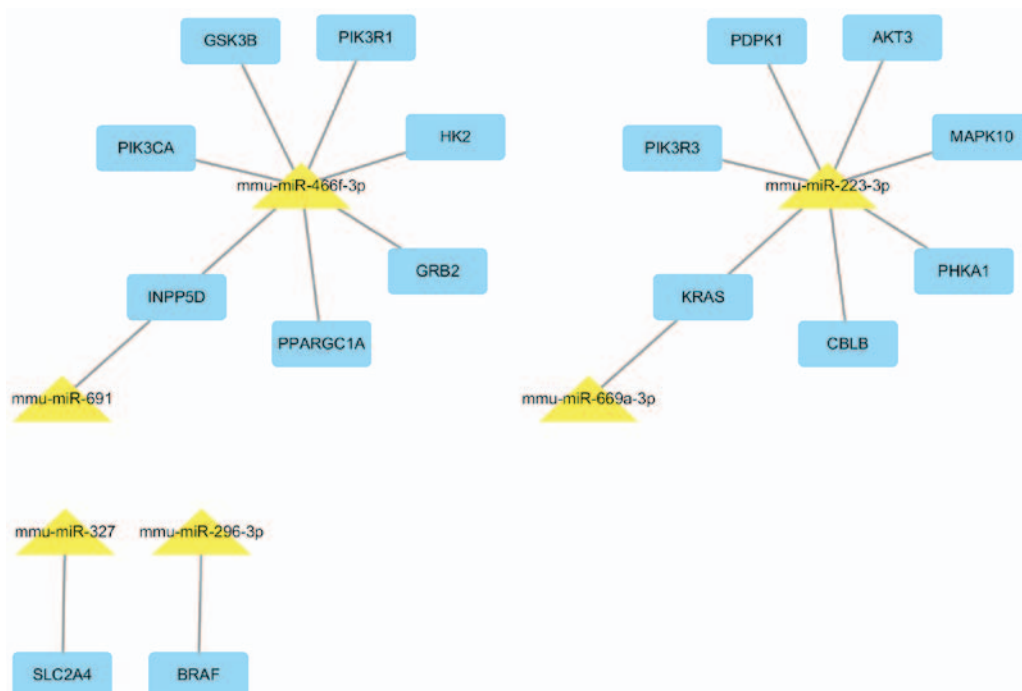 GSK3B
PIK3R1
PDPK1
AKT3
PIK3CA
HK2
PIK3R3
MAPK10
mmu-miR-466f-3p
mmu-miR-223-3p
GRB2
PHKA1
INPP5D
KRAS
PPARGC1A
CBLB
mmu-miR-691
mmu-miR-669a-3p
mmu-miR-327
mmu-miR-296-3p
SLC2A4
BRAF